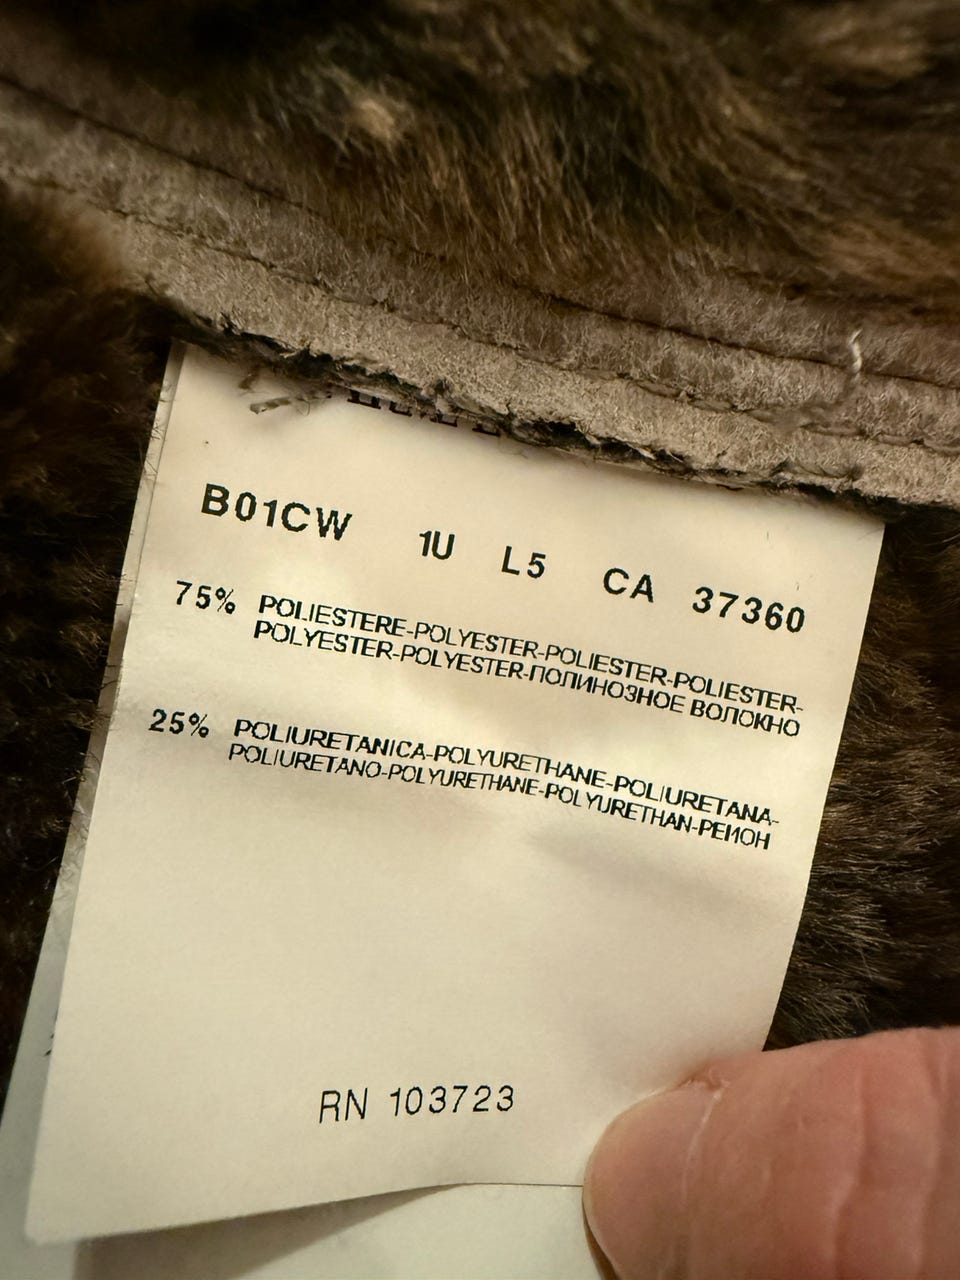 B01CW 1U L5 CA 37360
75% POLIESTERE-POLYESTER-POLIESTER-POLIESTER-
POLYESTER-POLYESTER-ПОЛИНОЗНОЕ ВОЛОКНО
25% POLIURETANICA-POLYURETHANE-POLIURETANA-
POLIURETANO-POLYURETHANE-POLYURETHAN-РЕИОН
RN 103723